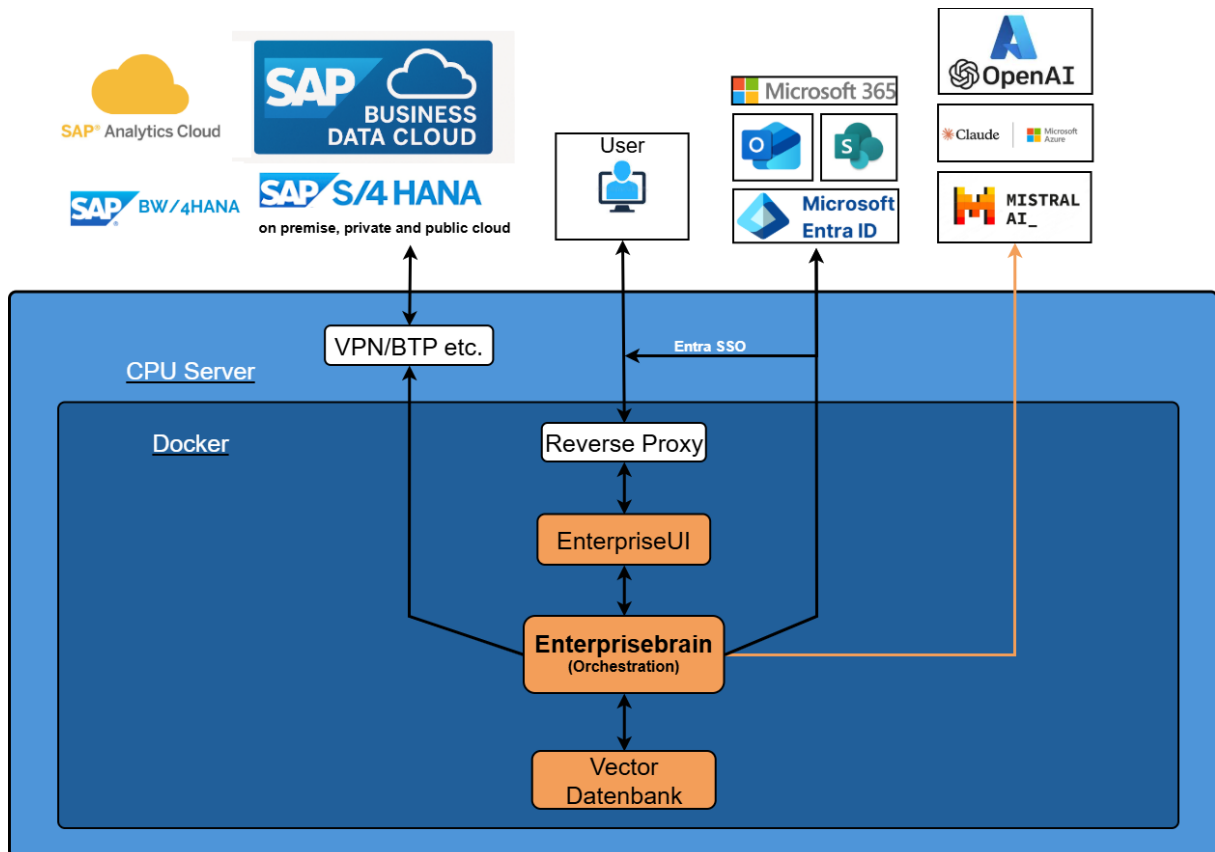 SAP® Analytics Cloud
SAP
BUSINESS
DATA CLOUD
SAP® BW/4HANA
SAP S/4 HANA
on premise, private and public cloud
User
Microsoft 365
O
S
Microsoft
Entra ID
OpenAI
Claude
Microsoft
Azure
MISTRAL
AI_
VPN/BTP etc.
Entra SSO
CPU Server
Docker
Reverse Proxy
EnterpriseUI
Enterprisebrain
(Orchestration)
Vector
Datenbank